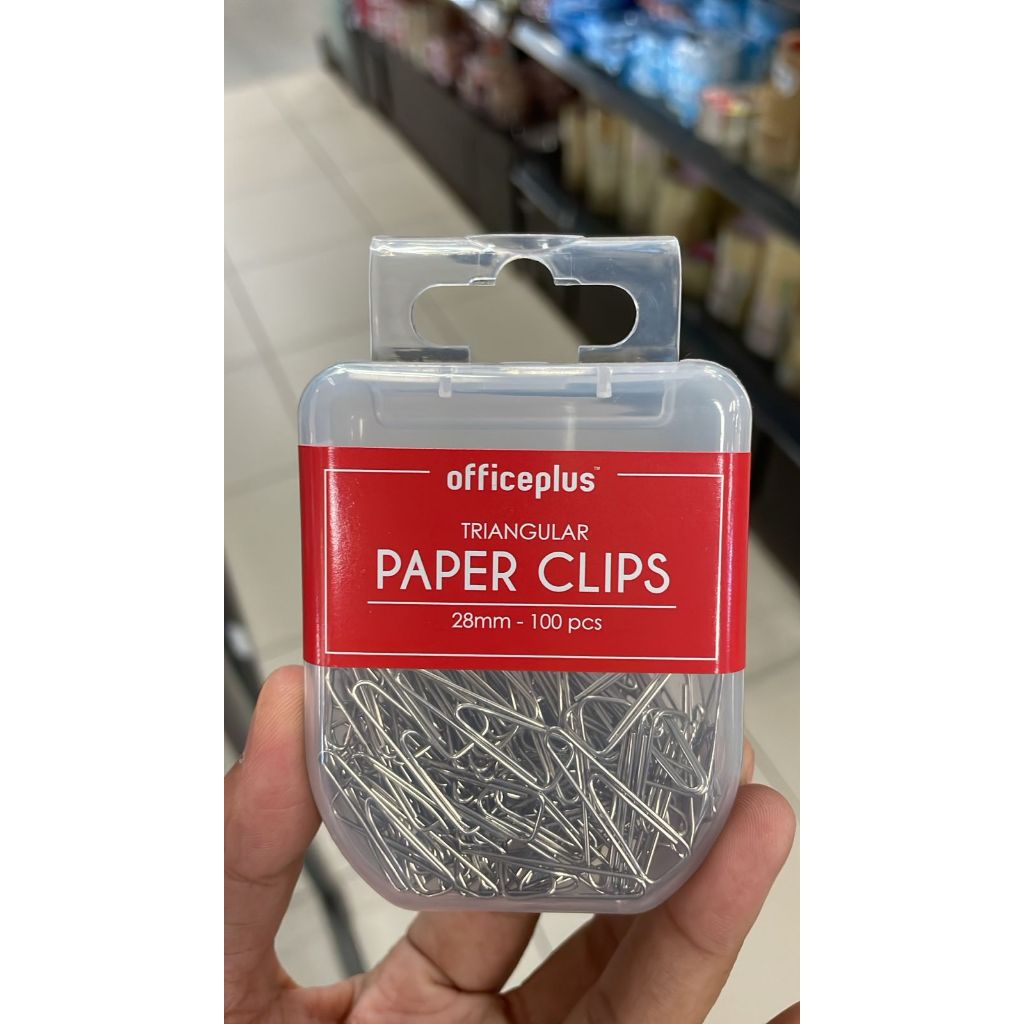 officeplus™
TRIANGULAR
PAPER CLIPS
28mm - 100 pcs